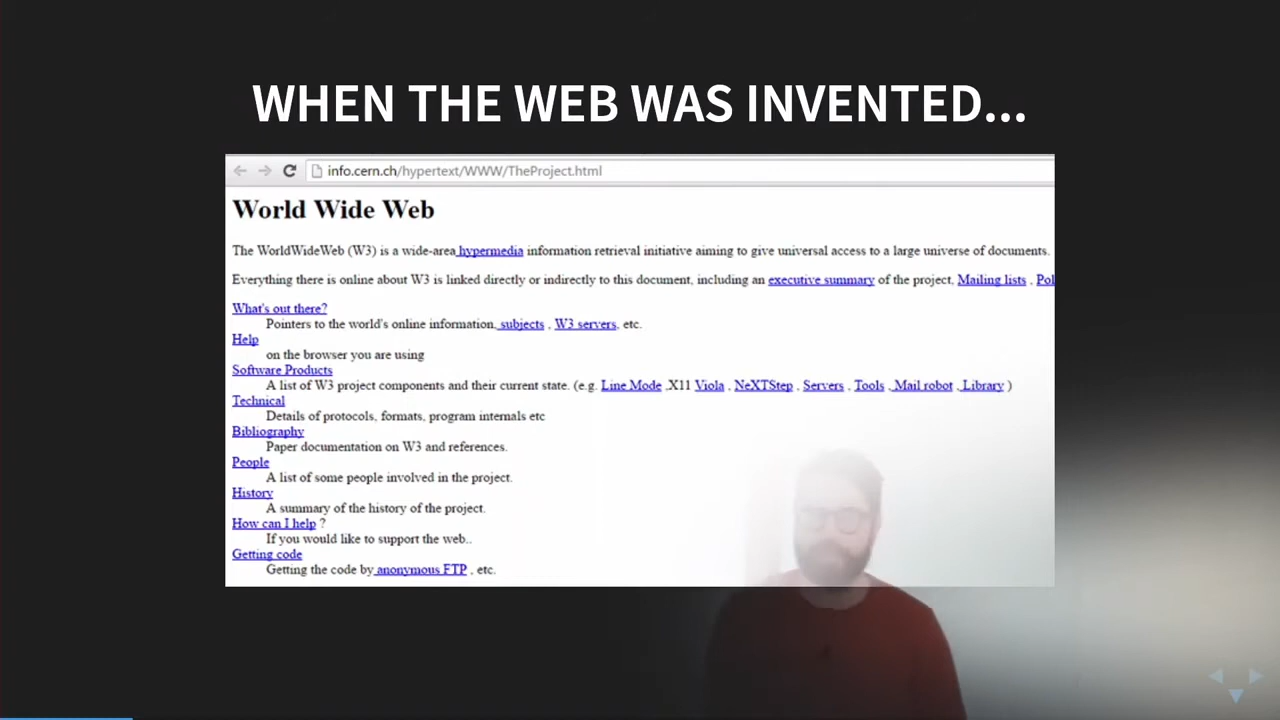 WHEN THE WEB WAS INVENTED...
info.cern.ch/hypertext/WWW/TheProject.html
World Wide Web
The WorldWideWeb (W3) is a wide-area hypermedia information retrieval initiative aiming to give universal access to a large universe of documents.
Everything there is online about W3 is linked directly or indirectly to this document, including an executive summary of the project, Mailing lists , Pol
What's out there?
Pointers to the world's online information, subjects , W3 servers, etc.
Help
on the browser you are using
Software Products
A list of W3 project components and their current state. (e.g. Line Mode ,X11 Viola , NeXTStep , Servers , Tools , Mail robot , Library )
Technical
Details of protocols, formats, program internals etc
Bibliography
Paper documentation on W3 and references.
People
A list of some people involved in the project.
History
A summary of the history of the project.
How can I help ?
If you would like to support the web..
Getting code
Getting the code by anonymous FTP , etc.